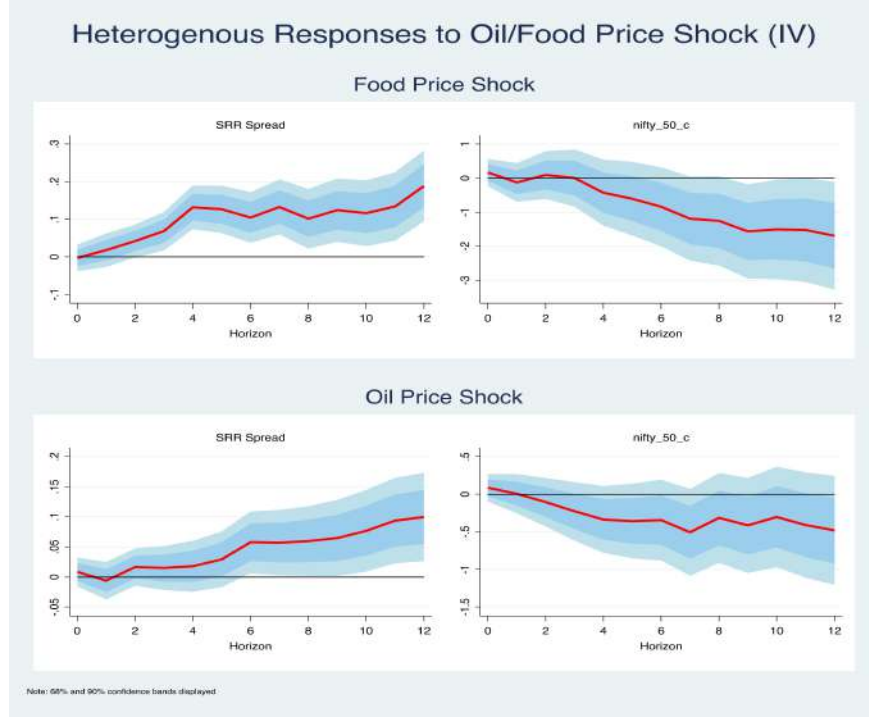 Heterogenous Responses to Oil/Food Price Shock (IV)
Food Price Shock
SRR Spread
.3
.2
.1
0
-.1
0 2 4 6 8 10 12
Horizon
nifty_50_c
1
0
-1
-2
-3
0 2 4 6 8 10 12
Horizon
Oil Price Shock
SRR Spread
.2
.15
.1
.05
0
-.05
0 2 4 6 8 10 12
Horizon
nifty_50_c
.5
0
-.5
-1
-1.5
0 2 4 6 8 10 12
Horizon
Note: 68% and 90% confidence bands displayed